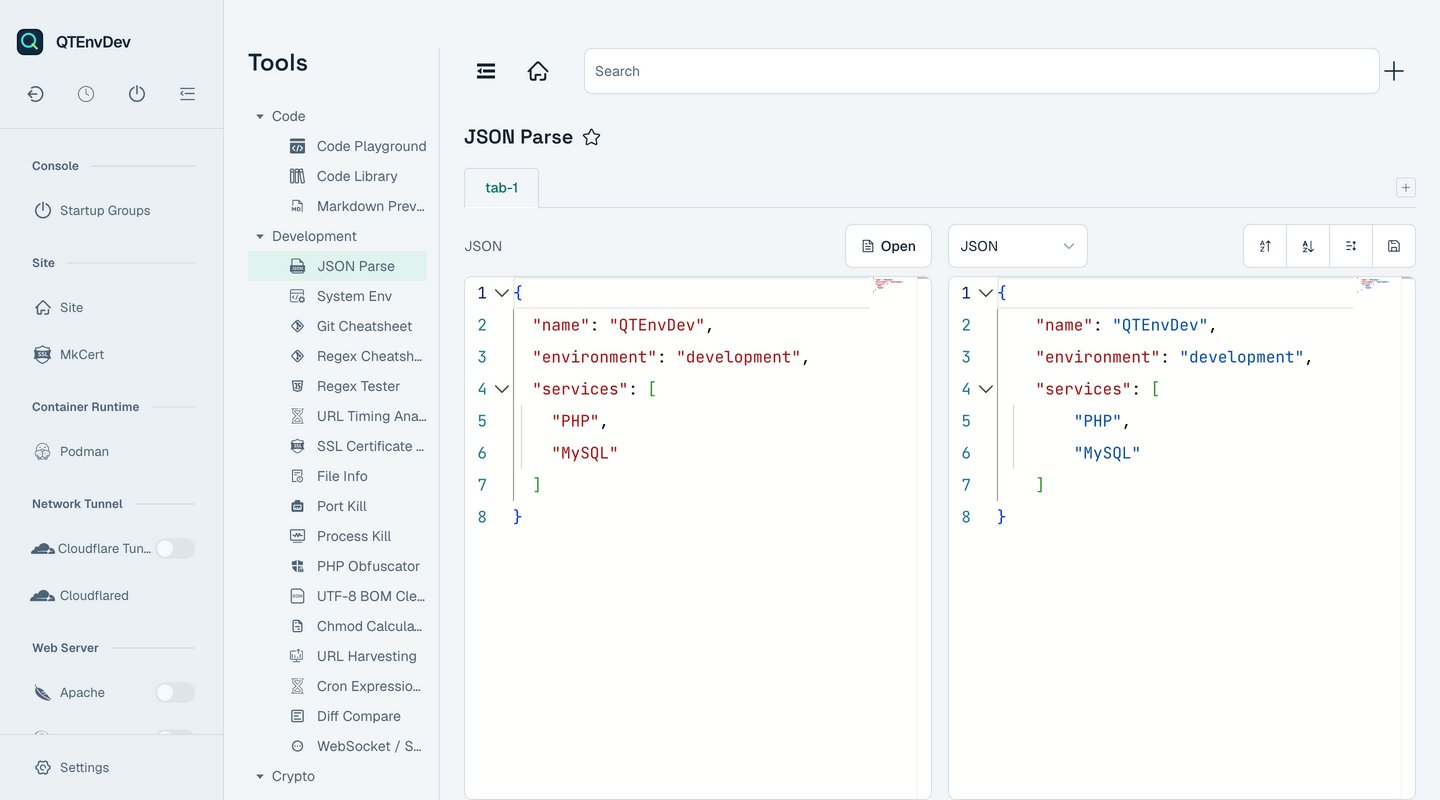 QTEnvDev
Console
Startup Groups
Site
Site
MkCert
Container Runtime
Podman
Network Tunnel
Cloudflare Tun...
Cloudflared
Web Server
Apache
Settings
Tools
Code
Code Playground
Code Library
Markdown Prev...
Development
JSON Parse
System Env
Git Cheatsheet
Regex Cheatsh...
Regex Tester
URL Timing Ana...
SSL Certificate ...
File Info
Port Kill
Process Kill
PHP Obfuscator
UTF-8 BOM Cle...
Chmod Calcula...
URL Harvesting
Cron Expressio...
Diff Compare
WebSocket / S...
Crypto
Search
JSON Parse
tab-1
JSON
Open
1 {
2 "name": "QTEnvDev",
3 "environment": "development",
4 "services": [
5 "PHP",
6 "MySQL"
7 ]
8 }
JSON
1 {
2 "name": "QTEnvDev",
3 "environment": "development",
4 "services": [
5 "PHP",
6 "MySQL"
7 ]
8 }